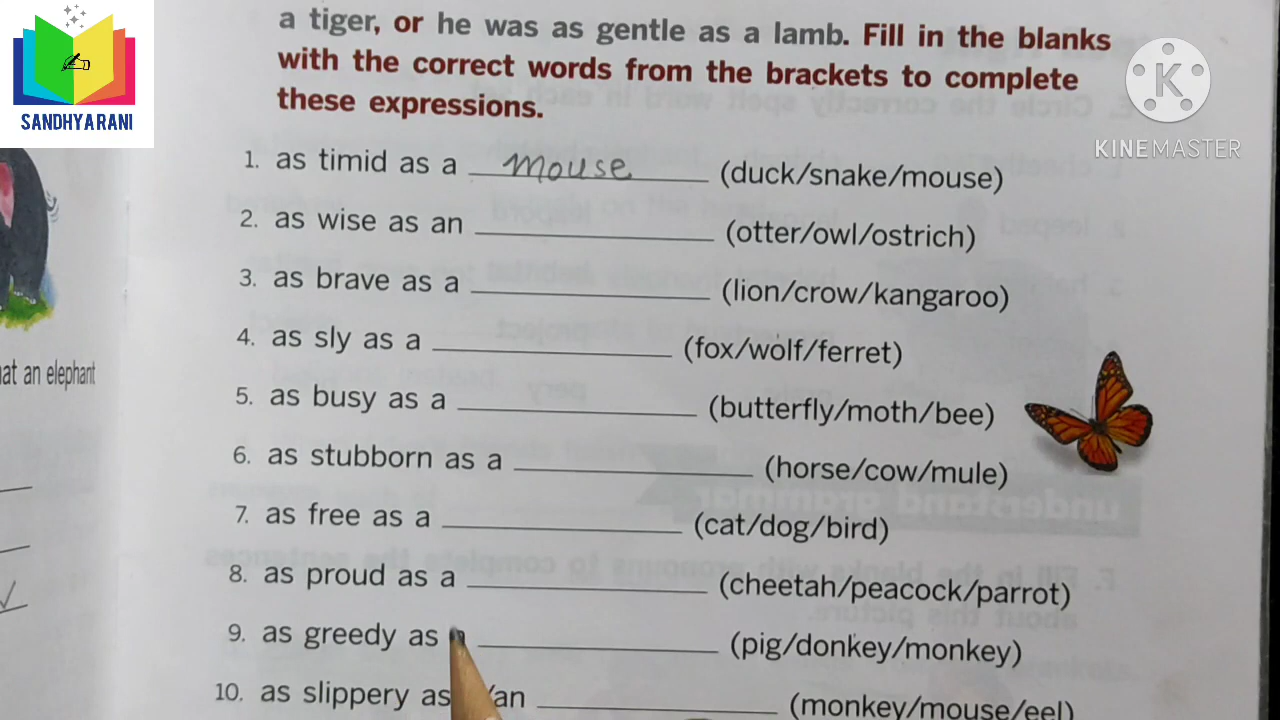 SANDHYARANI
KINEMASTER
a tiger, or he was as gentle as a lamb. Fill in the blanks
with the correct words from the brackets to complete
these expressions.
1. as timid as a mouse (duck/snake/mouse)
2. as wise as an (otter/owl/ostrich)
3. as brave as a (lion/crow/kangaroo)
4. as sly as a (fox/wolf/ferret)
at an elephant
5. as busy as a (butterfly/moth/bee)
6. as stubborn as a (horse/cow/mule)
7. as free as a (cat/dog/bird)
8. as proud as a (cheetah/peacock/parrot)
9. as greedy as (pig/donkey/monkey)
10. as slippery as /an (monkey/mouse/eel)